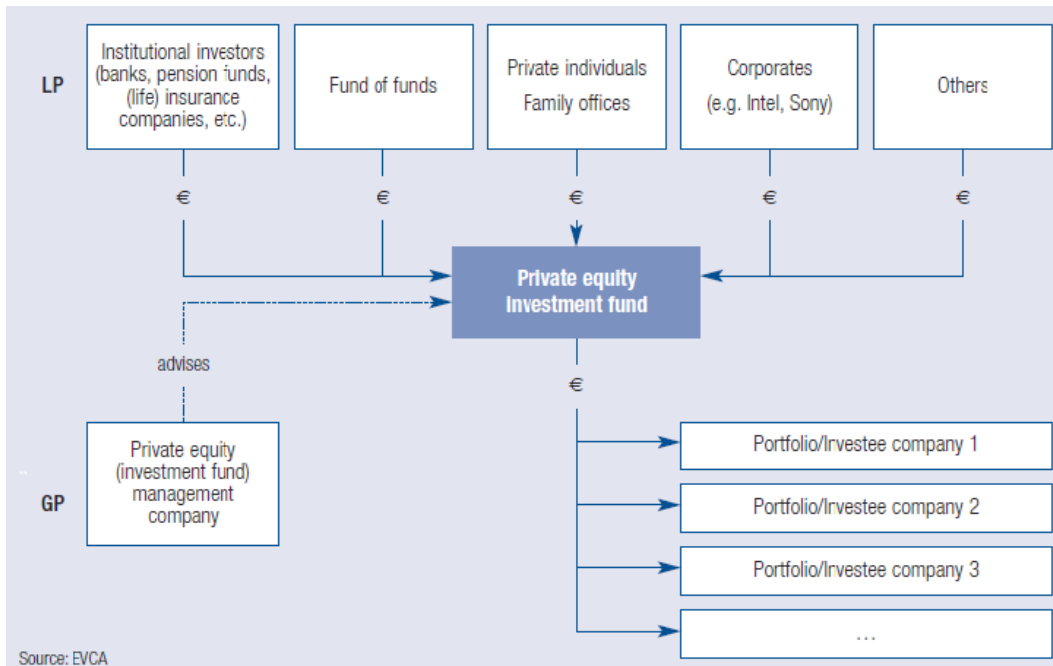 LP
Institutional investors
(banks, pension funds,
(life) insurance
companies, etc.)
Fund of funds
Private individuals
Family offices
Corporates
(e.g. Intel, Sony)
Others
€
€
€
€
€
Private equity
Investment fund
advises
€
GP
Private equity
(investment fund)
management
company
Portfolio/Investee company 1
Portfolio/Investee company 2
Portfolio/Investee company 3
...
Source: EVCA